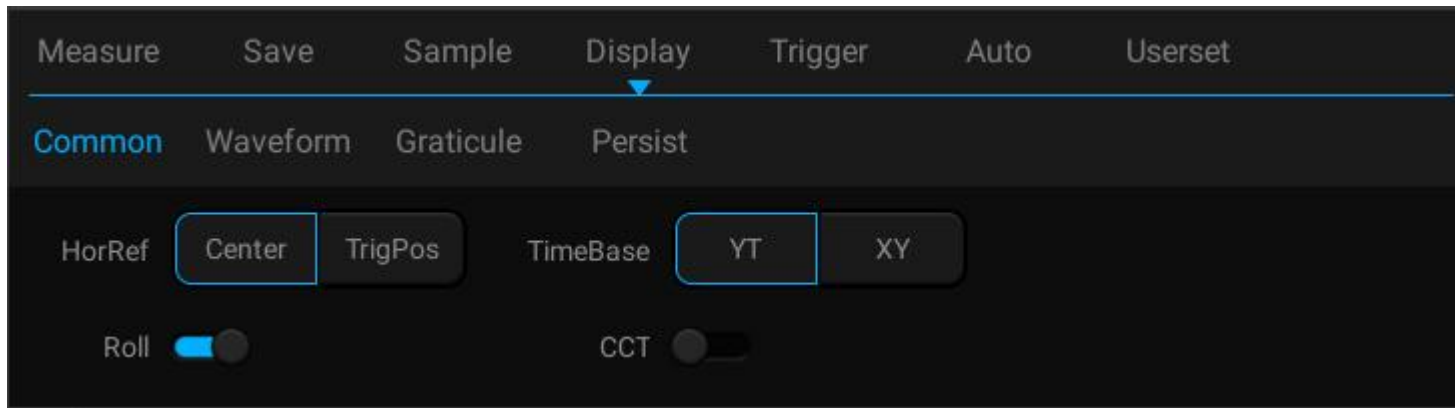 Measure Save Sample Display Trigger Auto Userset
Common Waveform Graticule Persist
HorRef Center TrigPos TimeBase YT XY
Roll CCT